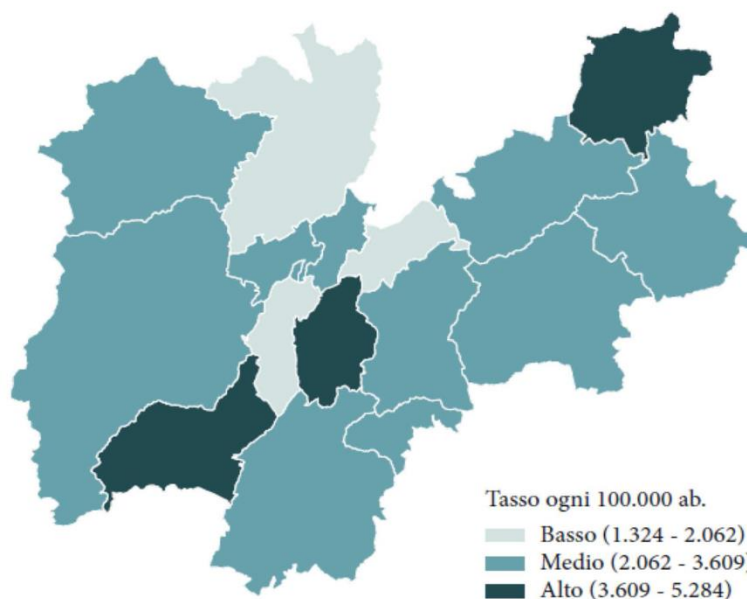 Tasso ogni 100.000 ab.
Basso (1.324 - 2.062)
Medio (2.062 - 3.609)
Alto (3.609 - 5.284)